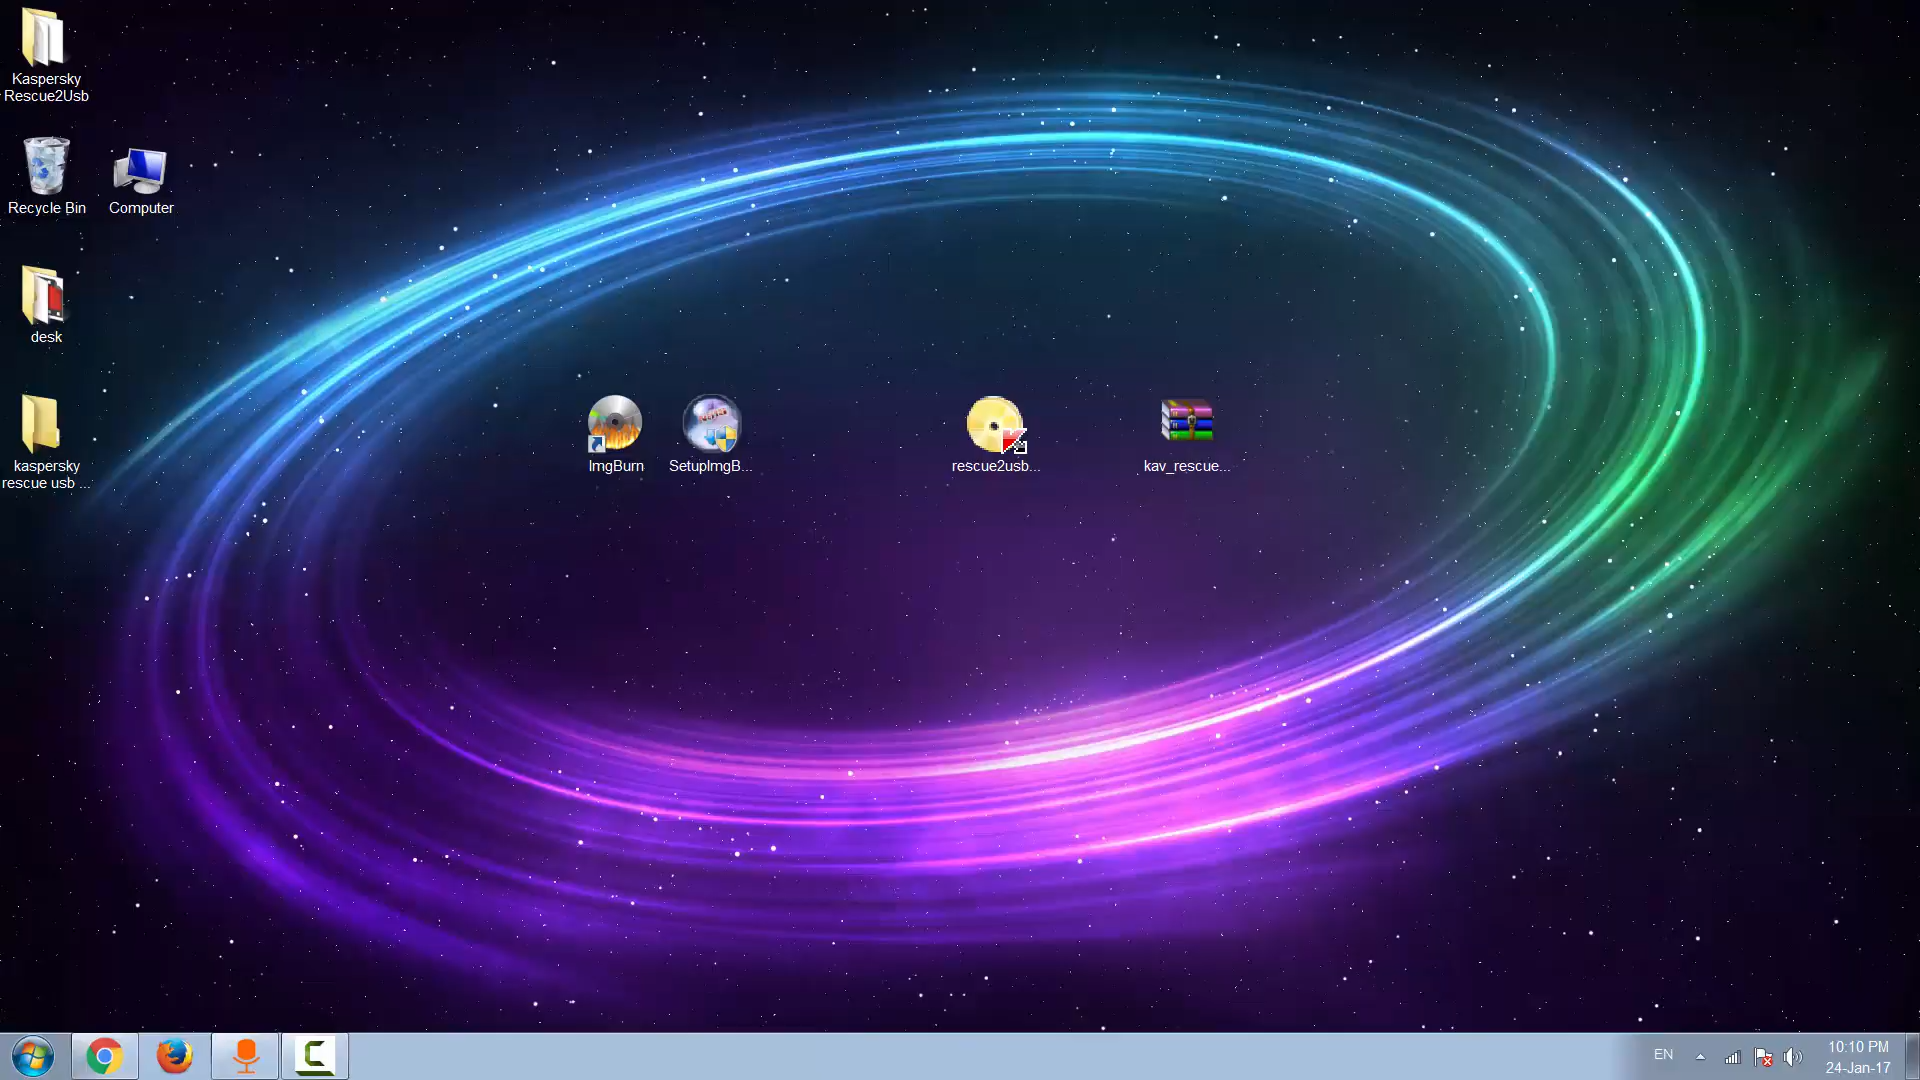 Kaspersky
Rescue2Usb
Recycle Bin
Computer
desk
kaspersky
rescue usb ...
ImgBurn
SetupImgB...
rescue2usb...
kav_rescue...
EN
10:10 PM
24-Jan-17